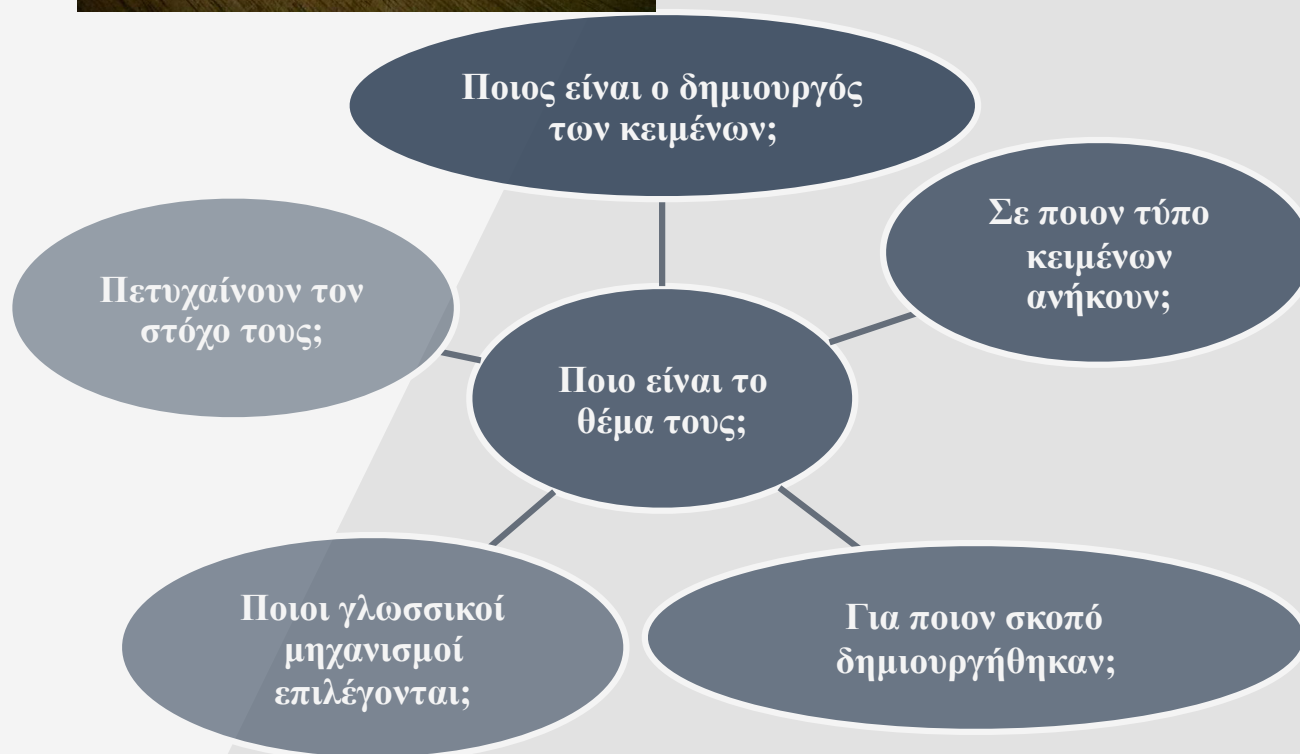 Ποιος είναι ο δημιουργός
των κειμένων;
Σε ποιον τύπο
κειμένων
ανήκουν;
Πετυχαίνουν τον
στόχο τους;
Ποιο είναι το
θέμα τους;
Ποιοι γλωσσικοί
μηχανισμοί
επιλέγονται;
Για ποιον σκοπό
δημιουργήθηκαν;